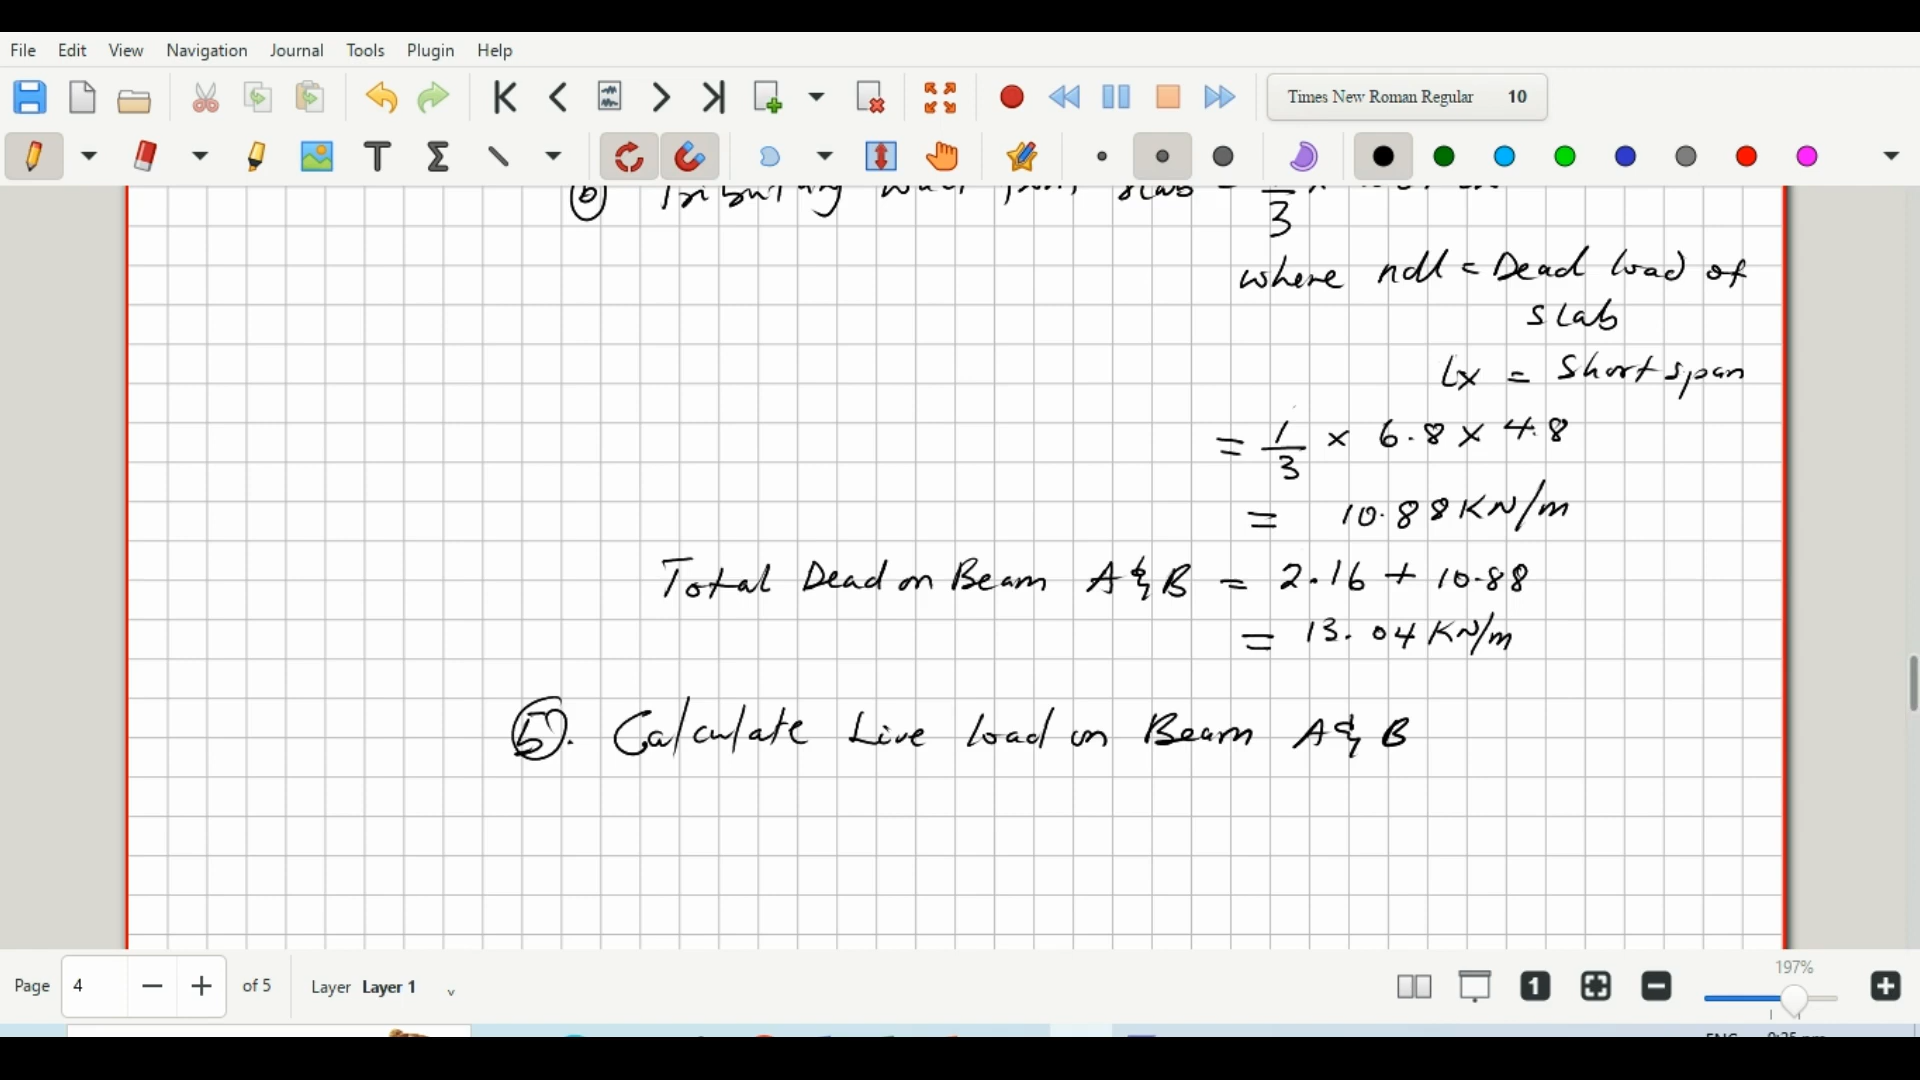 File Edit View Navigation Journal Tools Plugin Help
Times New Roman Regular 10
where ndl = Dead load of
slab
Lx = Short span
= 1/3 x 6.8 x 4.8
= 10.88 KN/m
Total Dead on Beam A & B = 2.16 + 10.88
= 13.04 KN/m
5. Calculate Live load on Beam A & B
Page 4 of 5 Layer Layer 1 197%